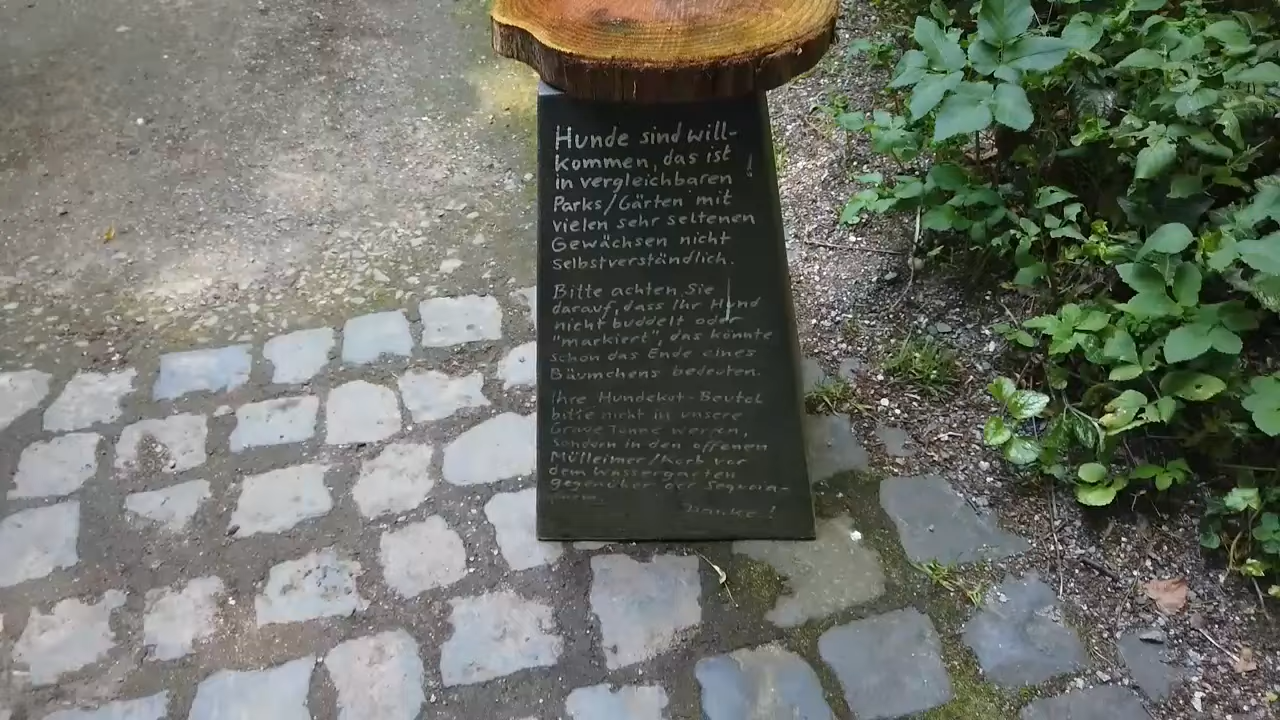 Hunde sind will-
kommen, das ist
in vergleichbaren !
Parks/Gärten mit
vielen sehr seltenen
Gewächsen nicht
selbstverständlich.
Bitte achten Sie
darauf, dass Ihr Hund
nicht buddelt oder
"markiert", das könnte
schon das Ende eines
Bäumchens bedeuten.
Ihre Hundekot-Beutel
bitte nicht in unsere
Graue Tonne werfen,
sondern in den offenen
Mülleimer/Korb vor
dem Wassergarten
gegenüber der Sequoia-
Danke!